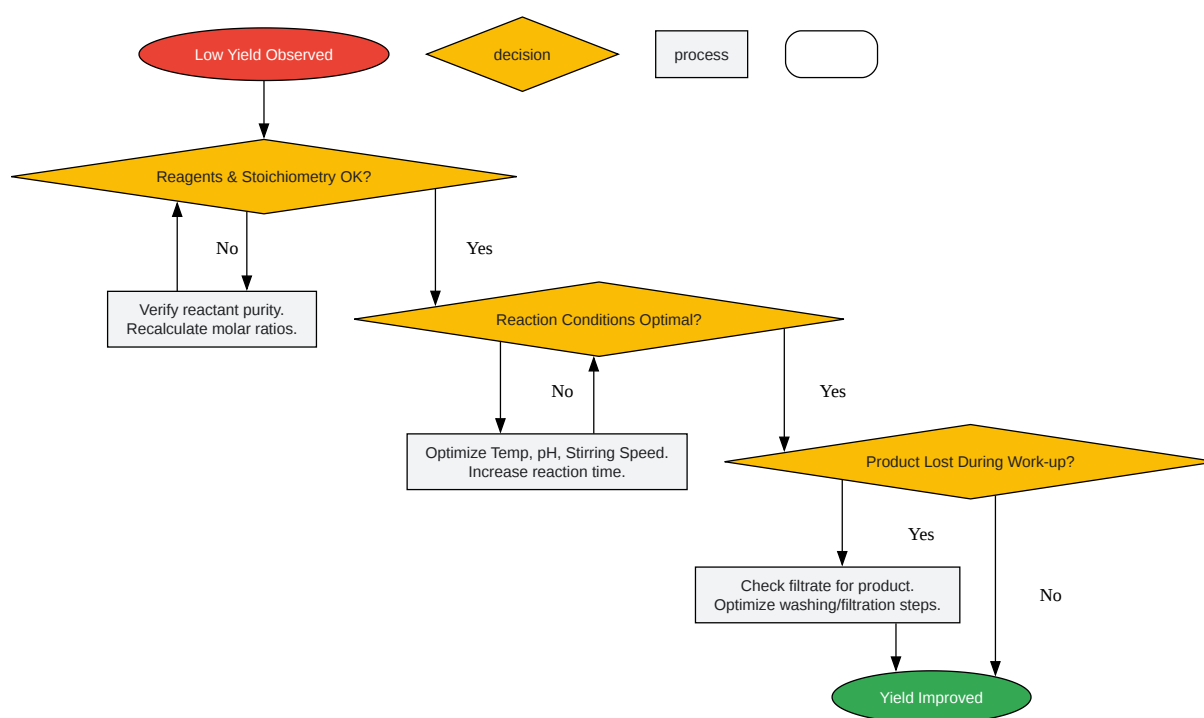 Low Yield Observed
decision
process
Reagents & Stoichiometry OK?
No
Yes
Verify reactant purity.
Recalculate molar ratios.
Reaction Conditions Optimal?
No
Yes
Optimize Temp, pH, Stirring Speed.
Increase reaction time.
Product Lost During Work-up?
Yes
No
Check filtrate for product.
Optimize washing/filtration steps.
Yield Improved